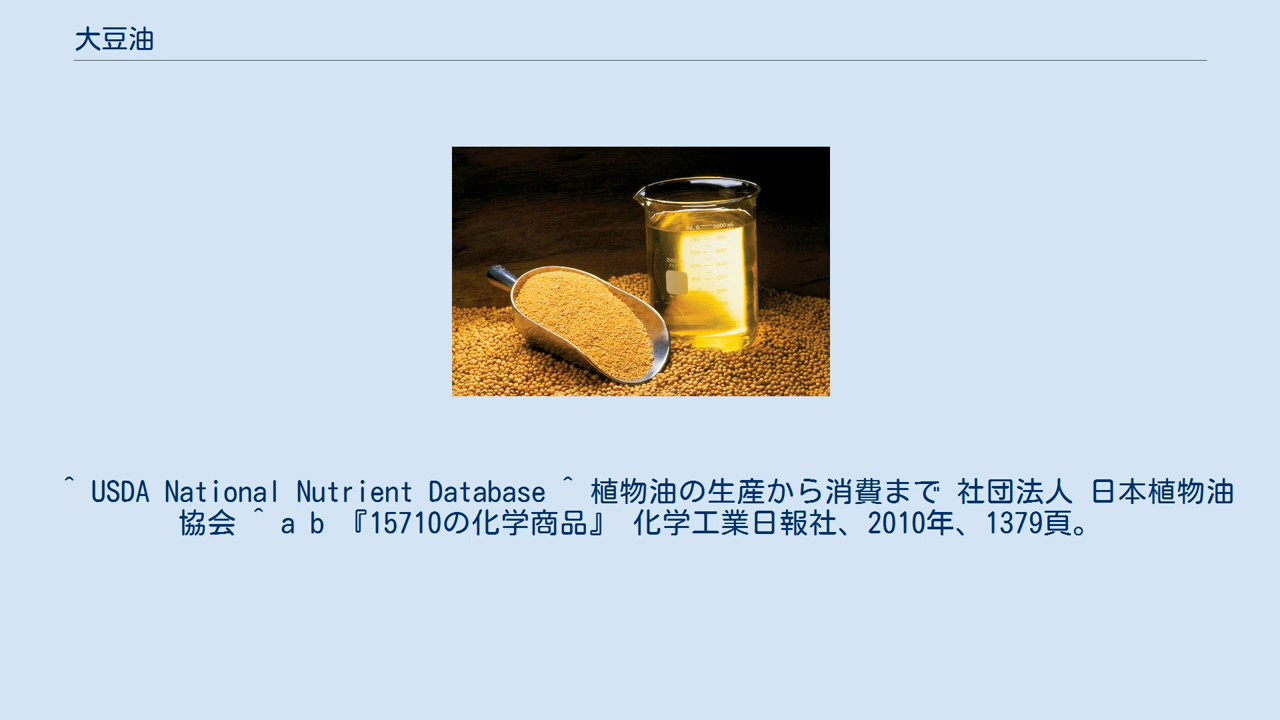 大豆油
^ USDA National Nutrient Database ^ 植物油の生産から消費まで 社団法人 日本植物油
協会 ^ a b 『15710の化学商品』 化学工業日報社、2010年、1379頁。